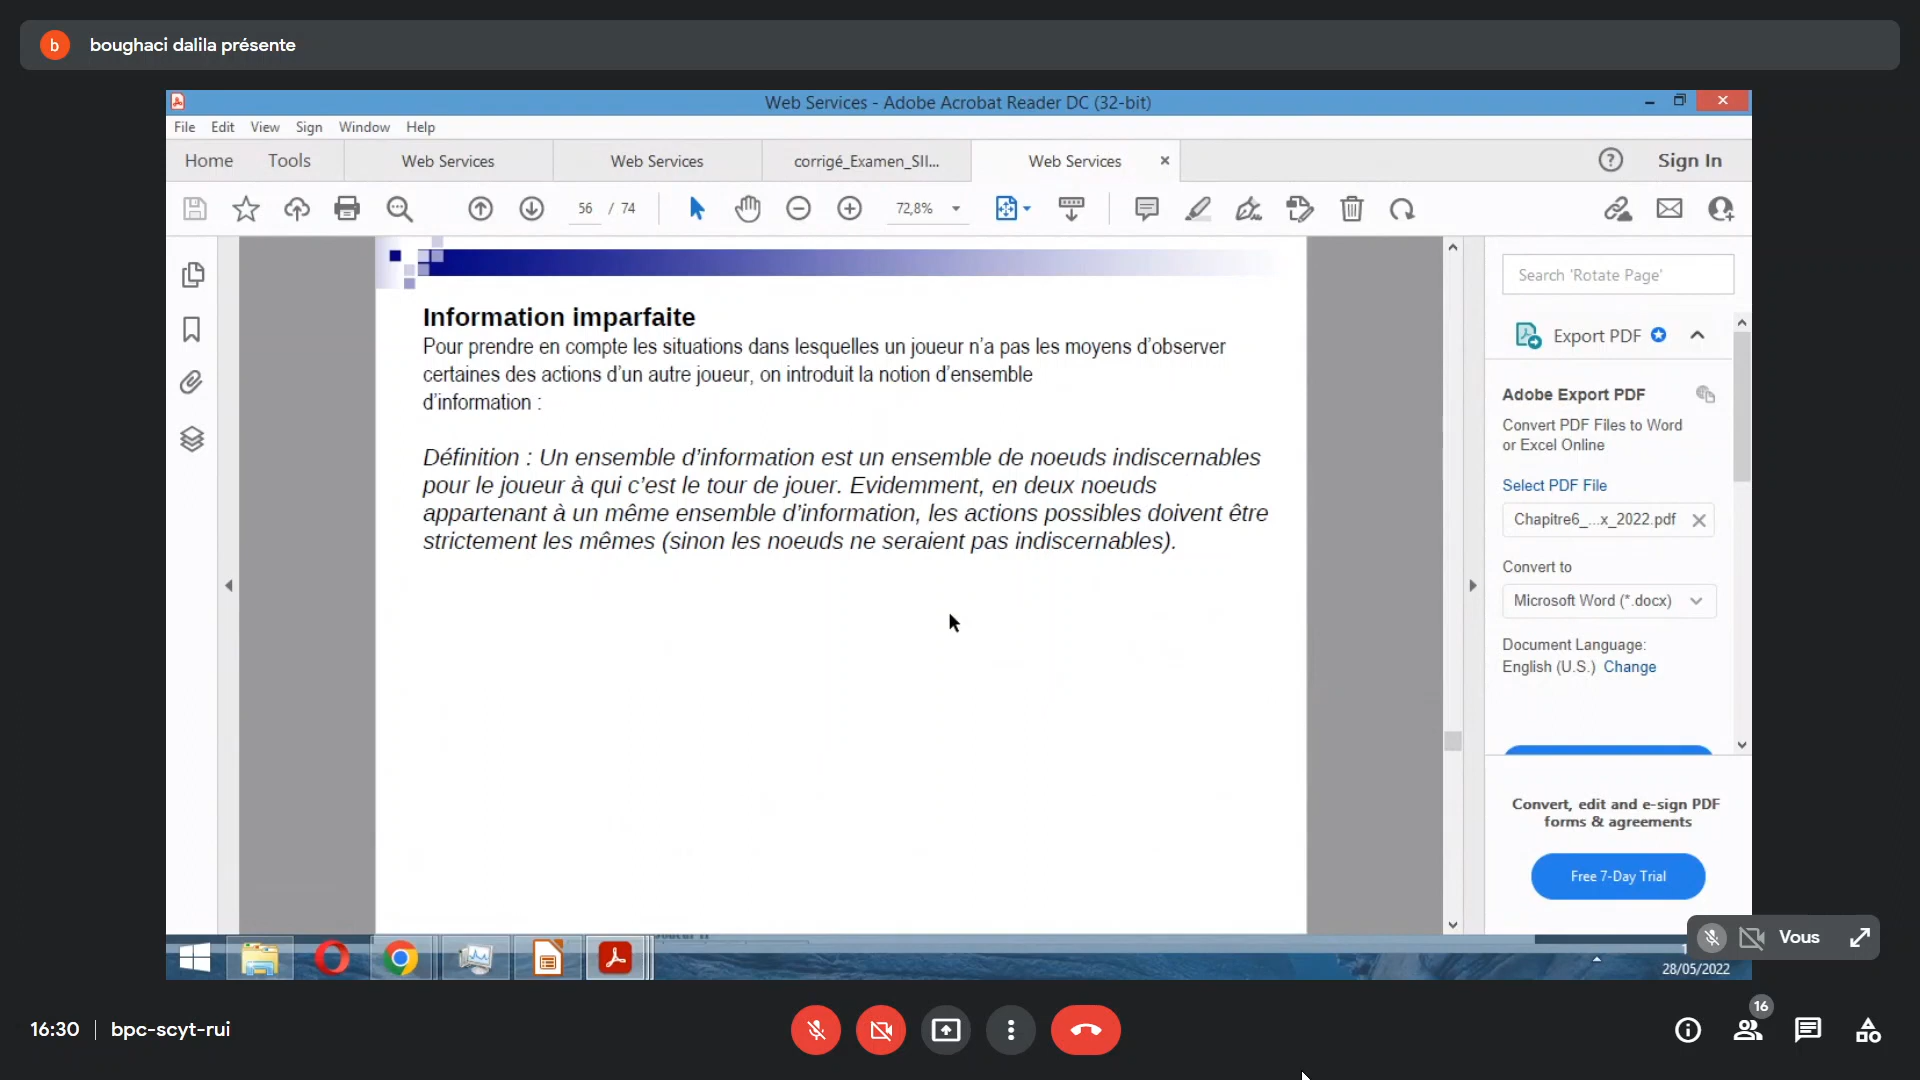 b boughaci dalila présente
Web Services - Adobe Acrobat Reader DC (32-bit)
File Edit View Sign Window Help
Home Tools Web Services Web Services corrigé_Examen_SII... Web Services Sign In
56 / 74 72,8%
Search 'Rotate Page'
Information imparfaite
Pour prendre en compte les situations dans lesquelles un joueur n'a pas les moyens d'observer
certaines des actions d'un autre joueur, on introduit la notion d'ensemble
d'information :
Définition : Un ensemble d'information est un ensemble de noeuds indiscernables
pour le joueur à qui c'est le tour de jouer. Evidemment, en deux noeuds
appartenant à un même ensemble d'information, les actions possibles doivent être
strictement les mêmes (sinon les noeuds ne seraient pas indiscernables).
Export PDF
Adobe Export PDF
Convert PDF Files to Word
or Excel Online
Select PDF File
Chapitre6_...x_2022.pdf
Convert to
Microsoft Word (*.docx)
Document Language:
English (U.S.) Change
Convert, edit and e-sign PDF
forms & agreements
Free 7-Day Trial
Vous
28/05/2022
16:30 | bpc-scyt-rui
16